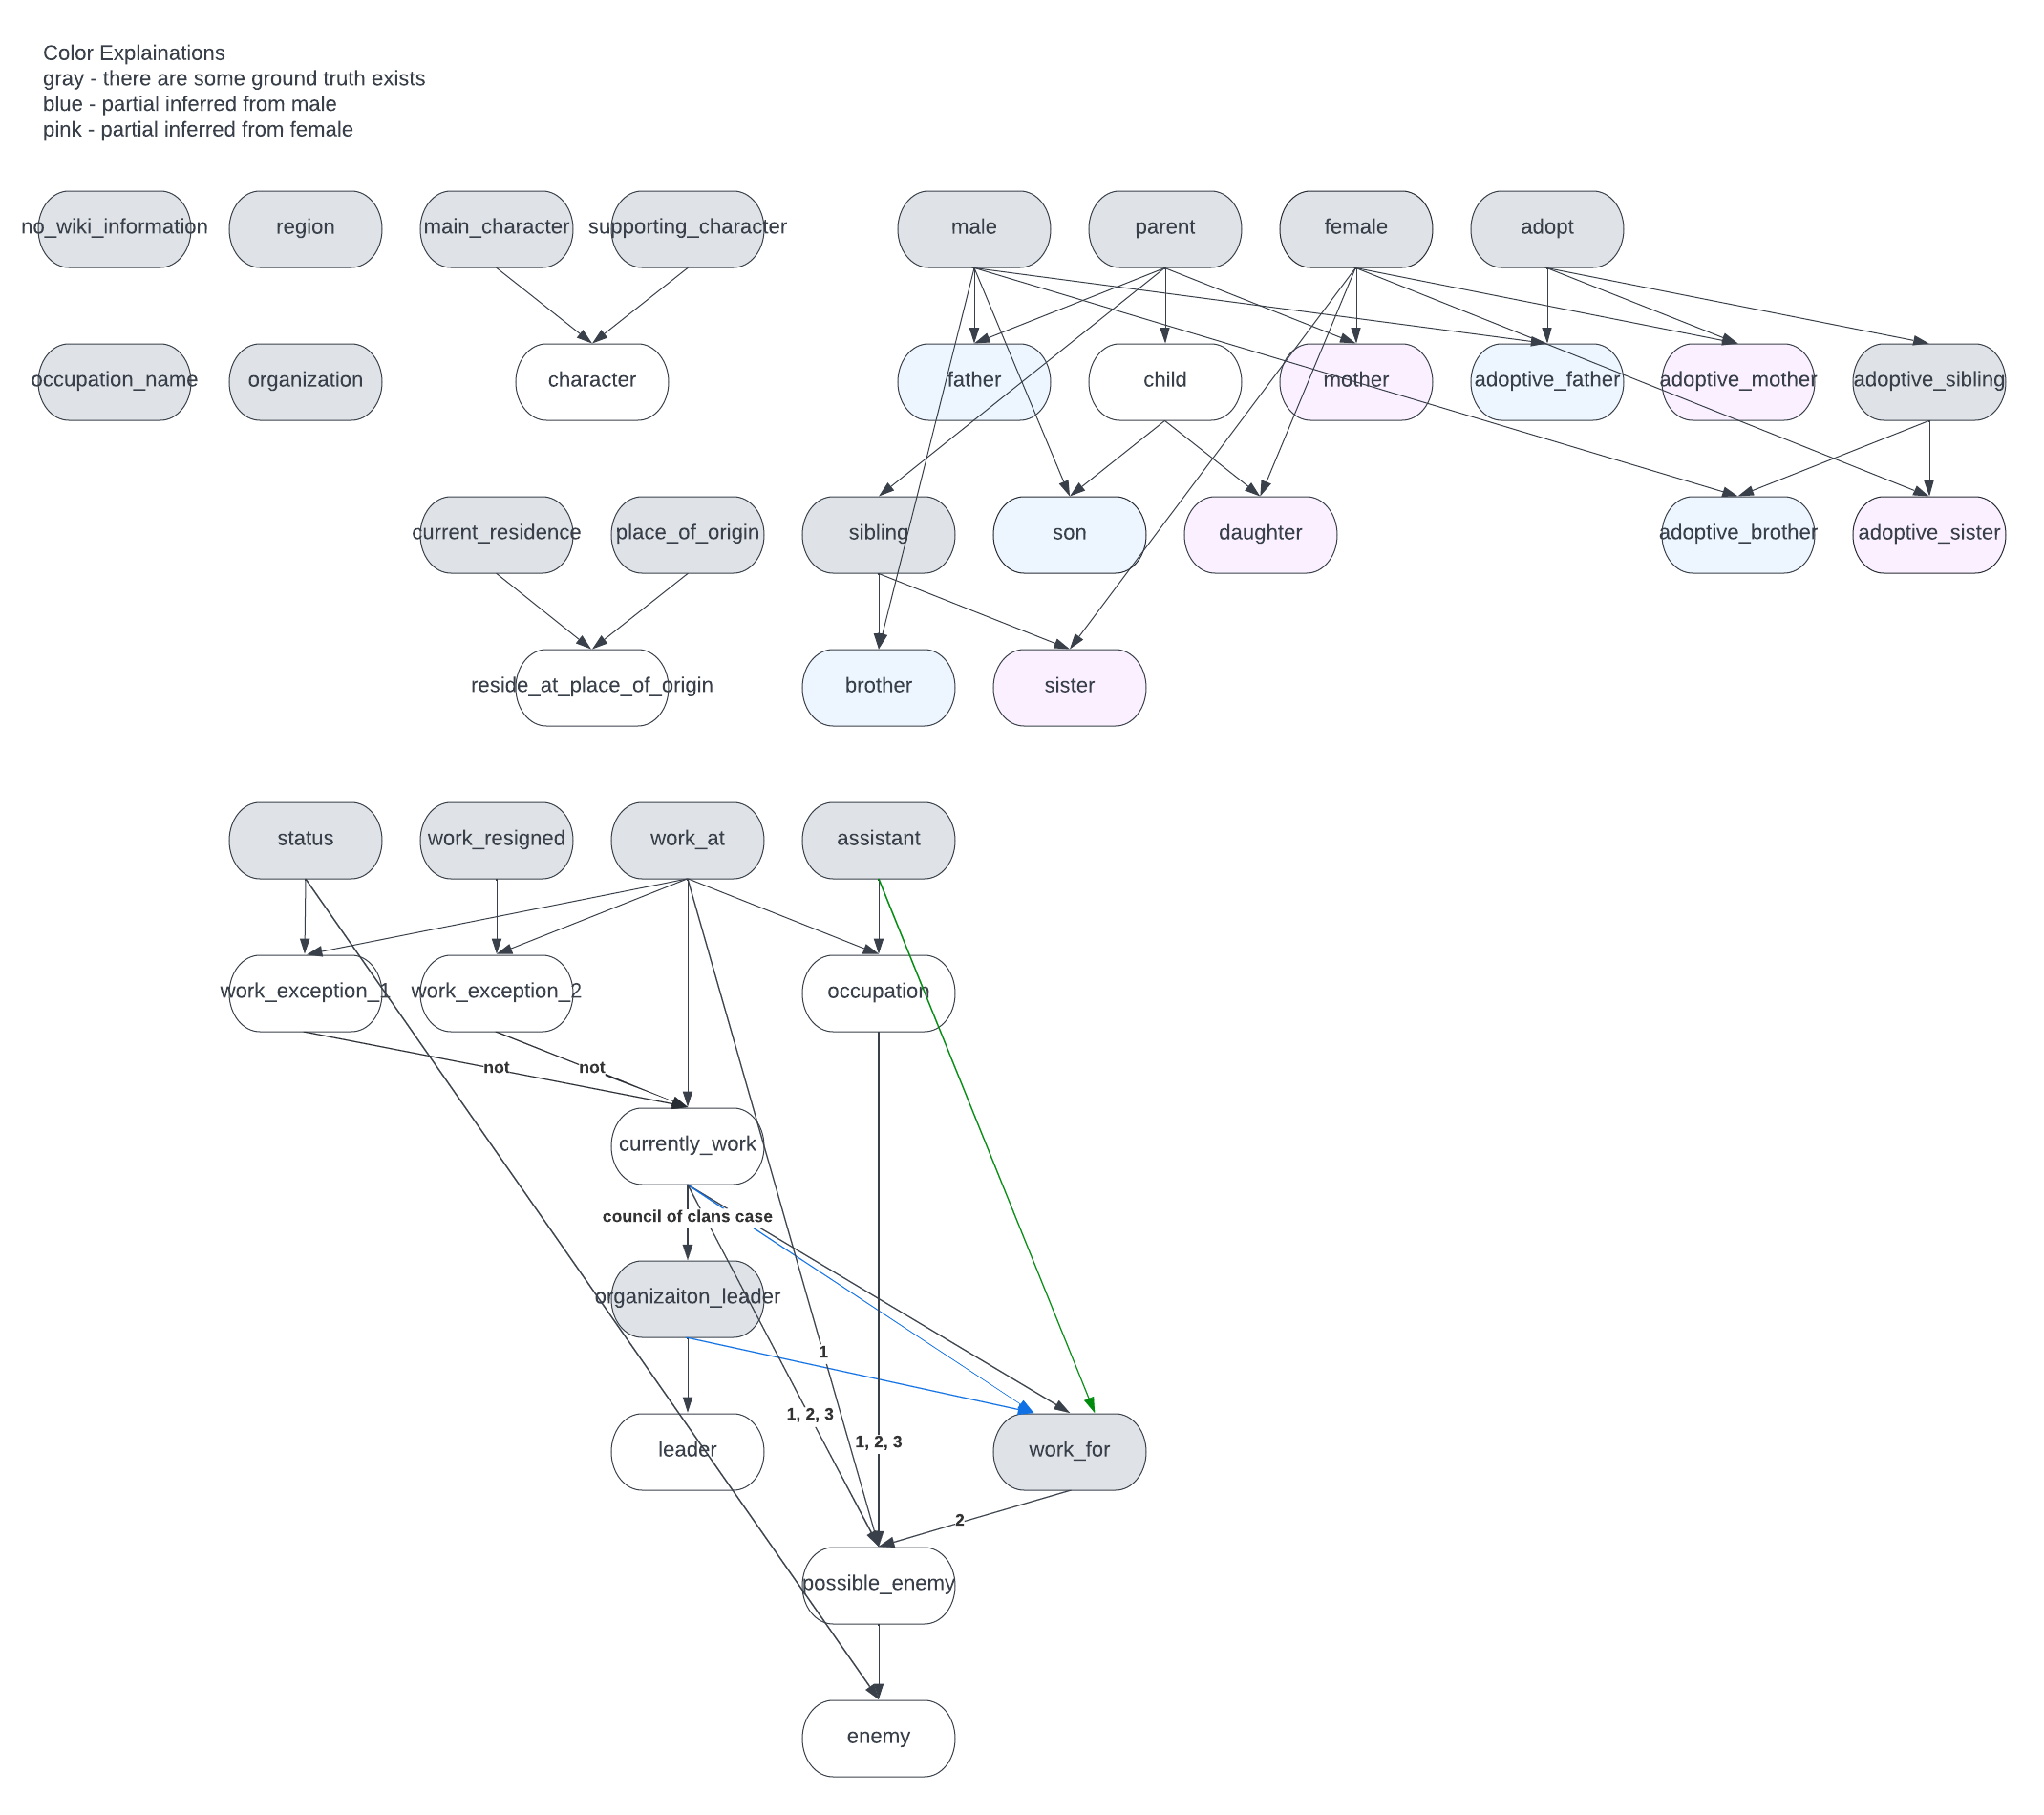 Color Explainations
gray - there are some ground truth exists
blue - partial inferred from male
pink - partial inferred from female
no_wiki_information
region
main_character
supporting_character
male
parent
female
adopt
occupation_name
organization
character
father
child
mother
adoptive_father
adoptive_mother
adoptive_sibling
current_residence
place_of_origin
sibling
son
daughter
adoptive_brother
adoptive_sister
reside_at_place_of_origin
brother
sister
status
work_resigned
work_at
assistant
work_exception_1
work_exception_2
occupation
not
not
currently_work
council of clans case
organizaiton_leader
1
1, 2, 3
1, 2, 3
leader
work_for
2
possible_enemy
enemy